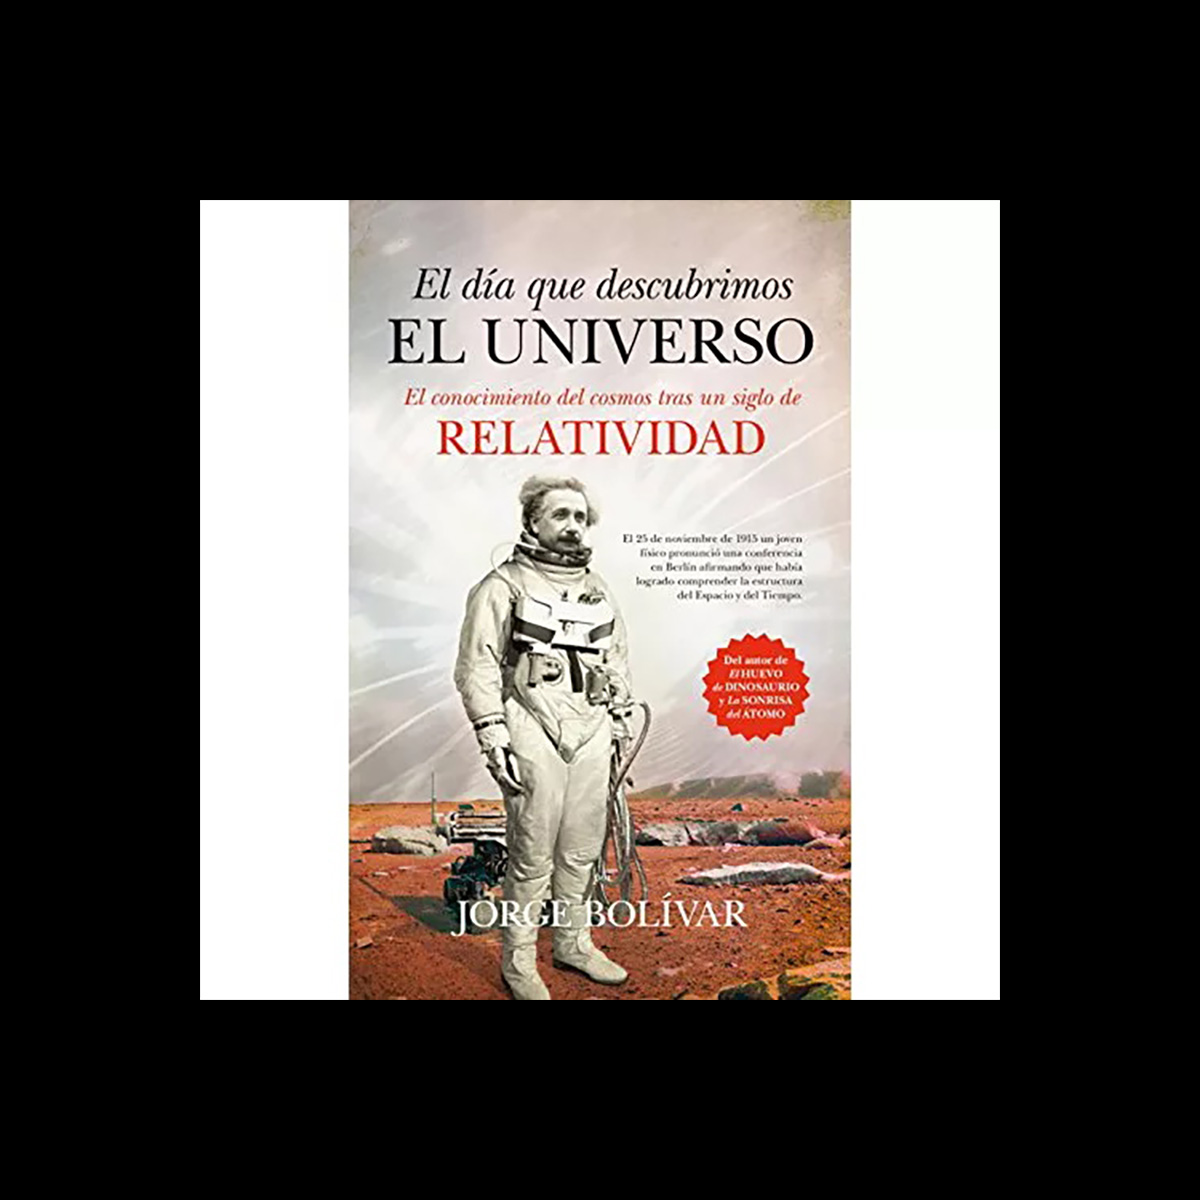 El día que descubrimos
EL UNIVERSO
El conocimiento del cosmos tras un siglo de
RELATIVIDAD
El 25 de noviembre de 1915 un joven
físico pronunció una conferencia
en Berlín afirmando que había
logrado comprender la estructura
del Espacio y del Tiempo.
Del autor de
El HUEVO
de DINOSAURIO
y La SONRISA
del ÁTOMO
por
JORGE BOLÍVAR